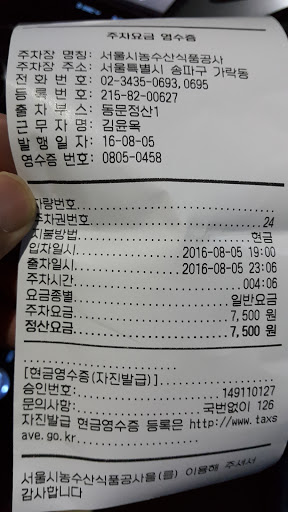 주차요금 영수증
주차장 명칭: 서울시농수산식품공사
주차장 주소: 서울특별시 송파구 가락동
전 화 번 호: 02-3435-0693,0695
등 록 번 호: 215-82-00627
출 차 부 스: 동문정산1
근 무 자 명: 김윤옥
발 행 일 자: 16-08-05
영수증 번호: 0805-0458
차량번호
주차권번호 24
지불방법 현금
입차일시 2016-08-05 19:00
출차일시 2016-08-05 23:06
주차시간 004:06
요금종별 일반요금
주차요금 7,500 원
정산요금 7,500 원
[현금영수증(자진발급)]
승인번호: 149110127
문의사항: 국번없이 126
자진발급 현금영수증 등록은 http://www.taxs
ave.go.kr
서울시농수산식품공사을(를) 이용해 주셔서
감사합니다